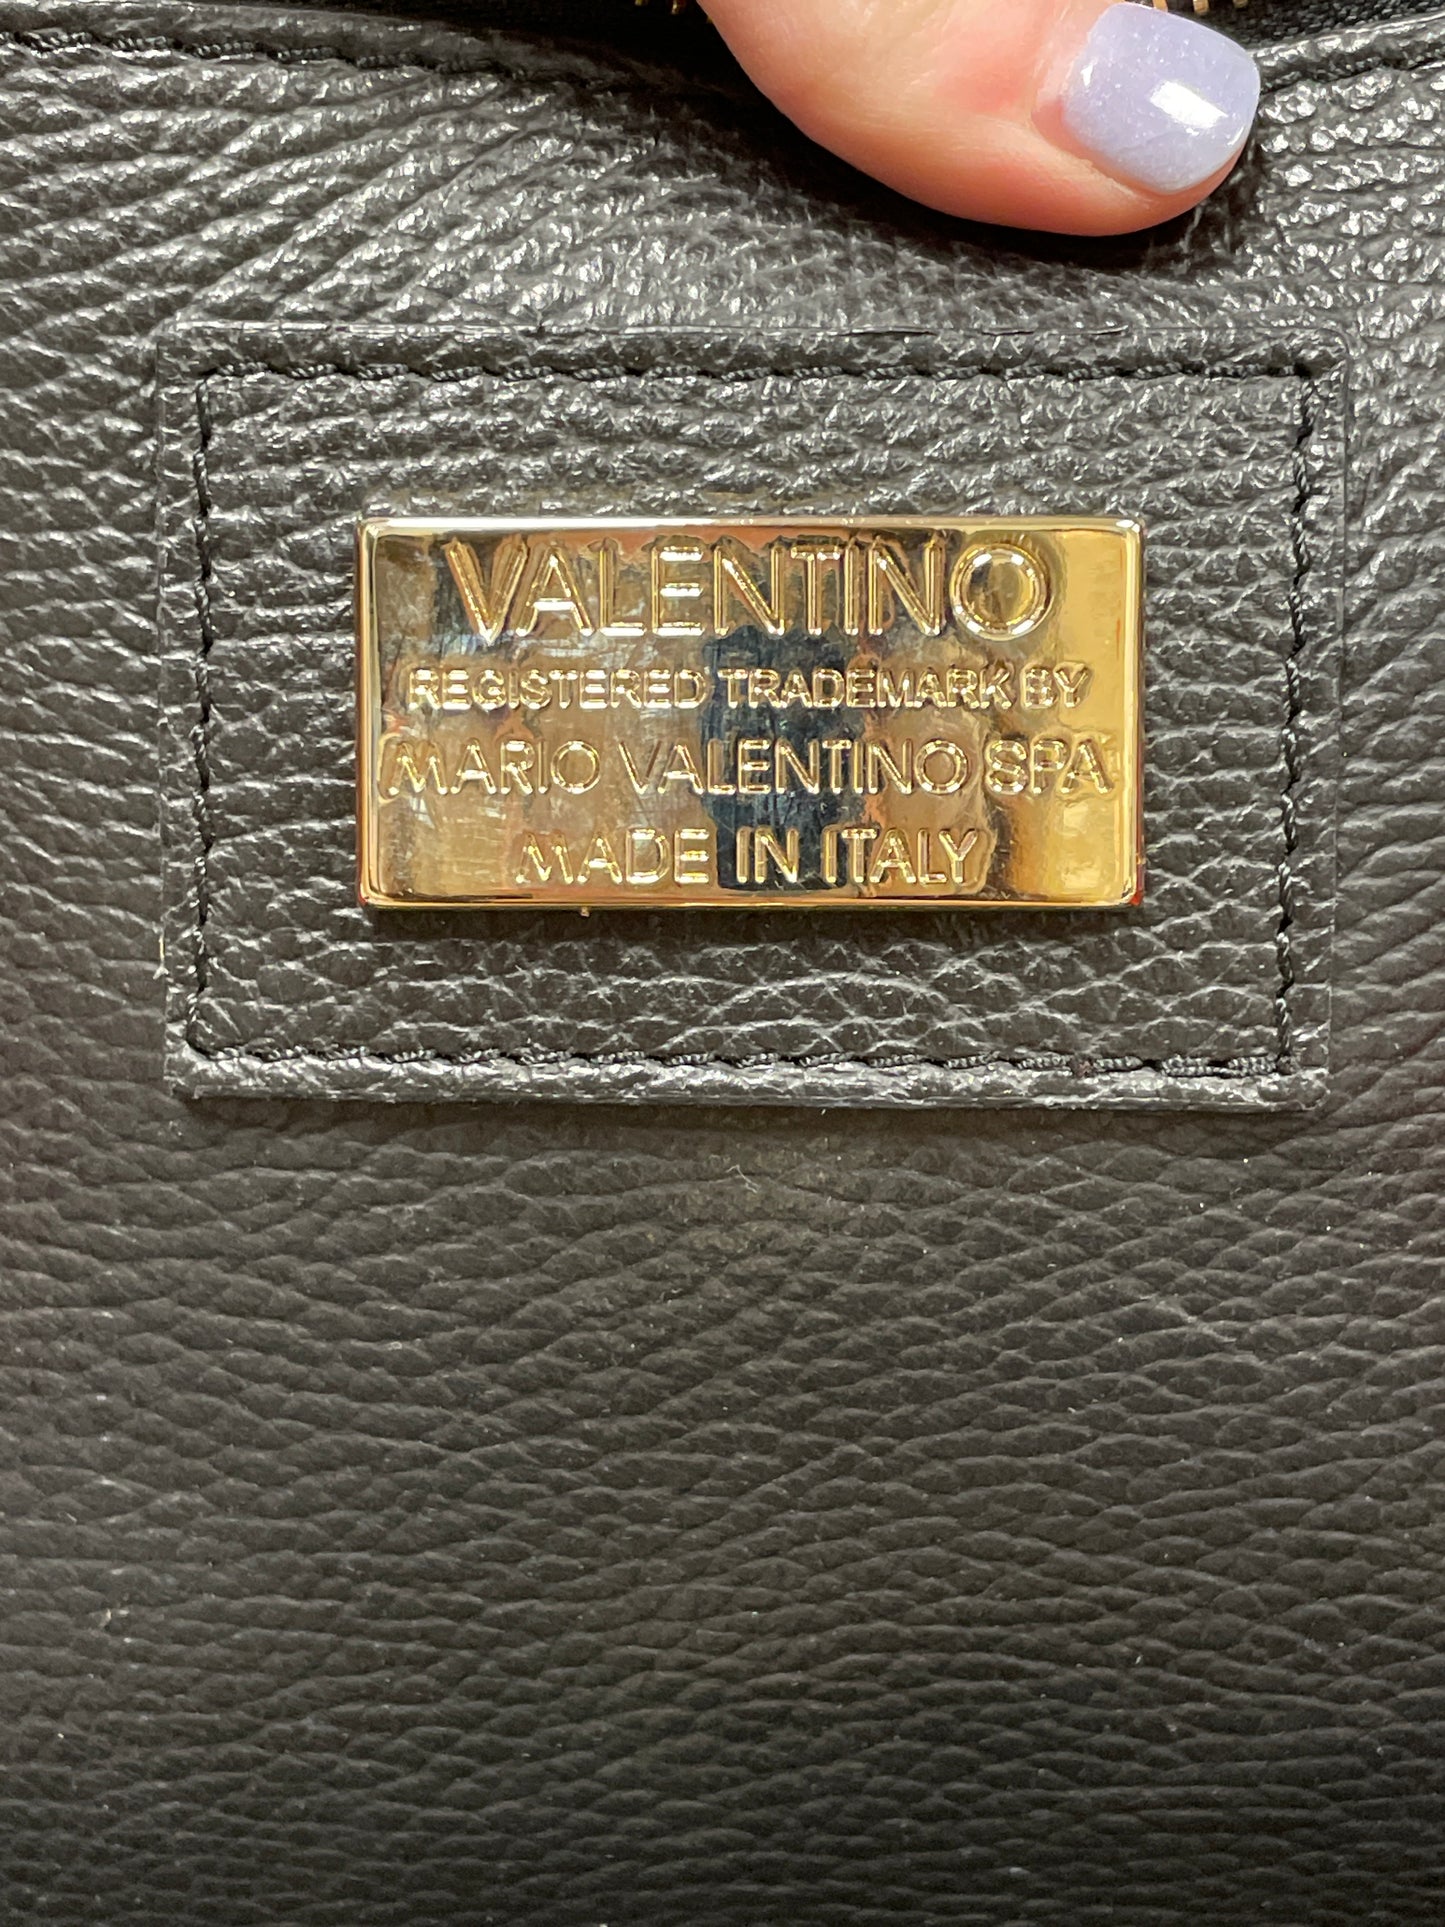 VALENTINO
REGISTERED TRADEMARK BY
MARIO VALENTINO SPA
MADE IN ITALY